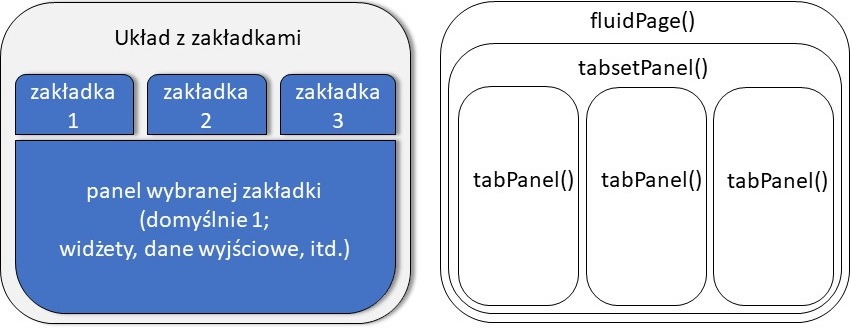 Układ z zakładkami
zakładka
1
zakładka
2
zakładka
3
panel wybranej zakładki
(domyślnie 1;
widżety, dane wyjściowe, itd.)
fluidPage()
tabsetPanel()
tabPanel()
tabPanel()
tabPanel()